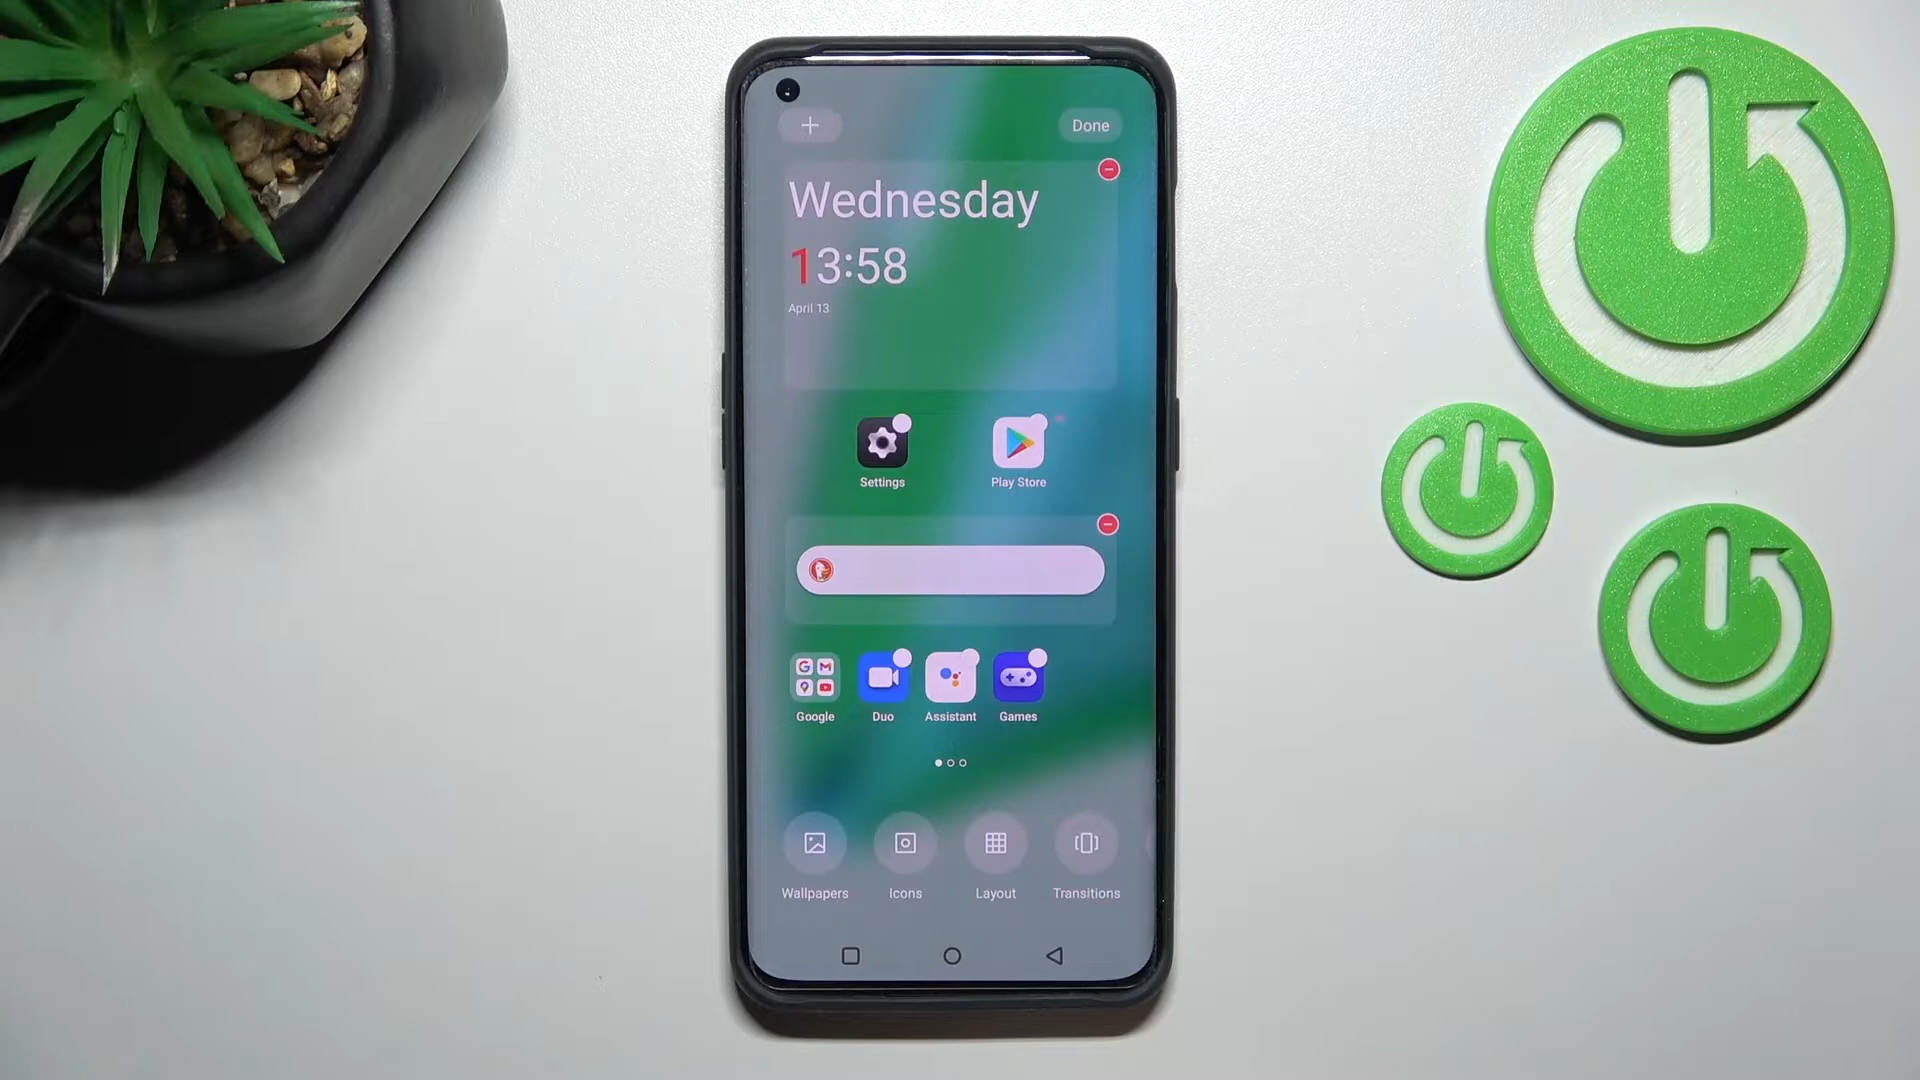 Done
Wednesday
13:58
April 13
Settings
Play Store
Google
Duo
Assistant
Games
Wallpapers
Icons
Layout
Transitions